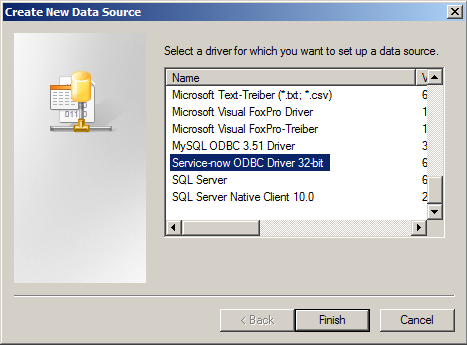 Create New Data Source
Select a driver for which you want to set up a data source.
Name V
Microsoft Text-Treiber (*.txt; *.csv) 6
Microsoft Visual FoxPro Driver 1
Microsoft Visual FoxPro-Treiber 1
MySQL ODBC 3.51 Driver 3
Service-now ODBC Driver 32-bit 6
SQL Server 6
SQL Server Native Client 10.0 2
< Back Finish Cancel